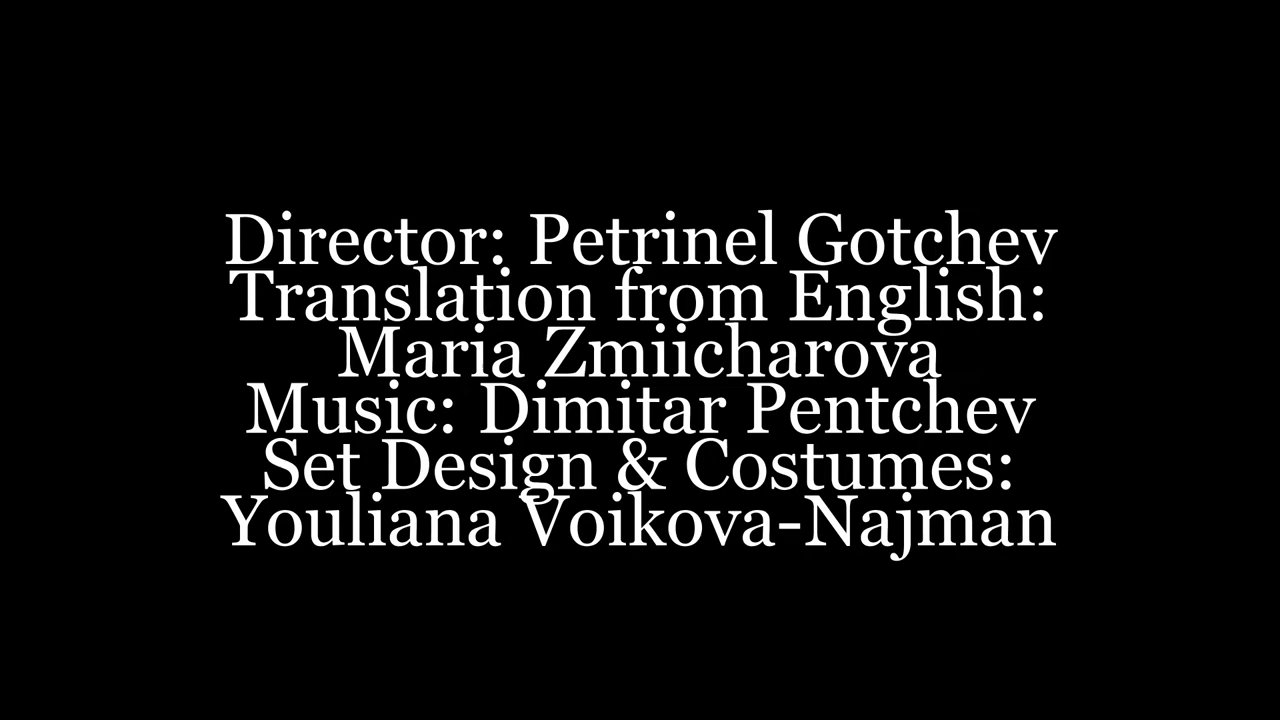 Director: Petrinel Gotchev
Translation from English:
Maria Zmiicharova
Music: Dimitar Pentchev
Set Design & Costumes:
Youliana Voikova-Najman